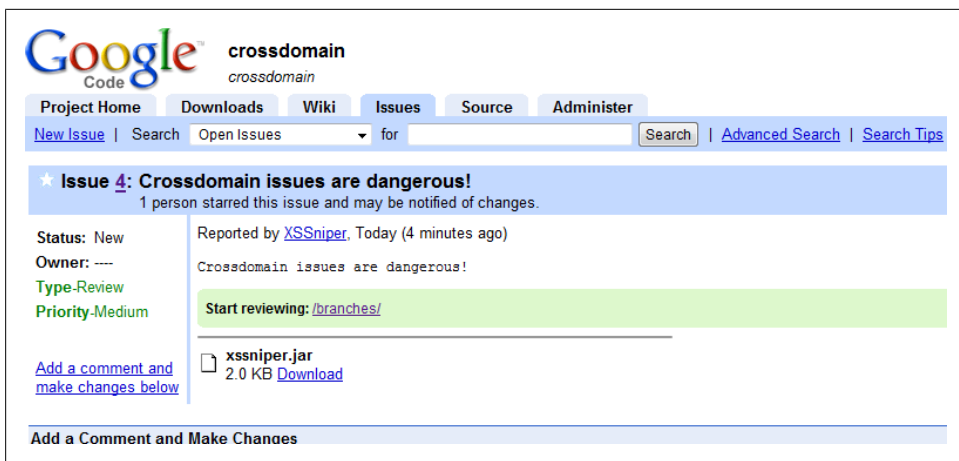 Google™
Code
crossdomain
crossdomain
Project Home Downloads Wiki Issues Source Administer
New Issue | Search Open Issues for Search | Advanced Search | Search Tips
Issue 4: Crossdomain issues are dangerous!
1 person starred this issue and may be notified of changes.
Status: New
Owner: ----
Type-Review
Priority-Medium
Add a comment and
make changes below
Reported by XSSniper, Today (4 minutes ago)
Crossdomain issues are dangerous!
Start reviewing: /branches/
xssniper.jar
2.0 KB Download
Add a Comment and Make Changes